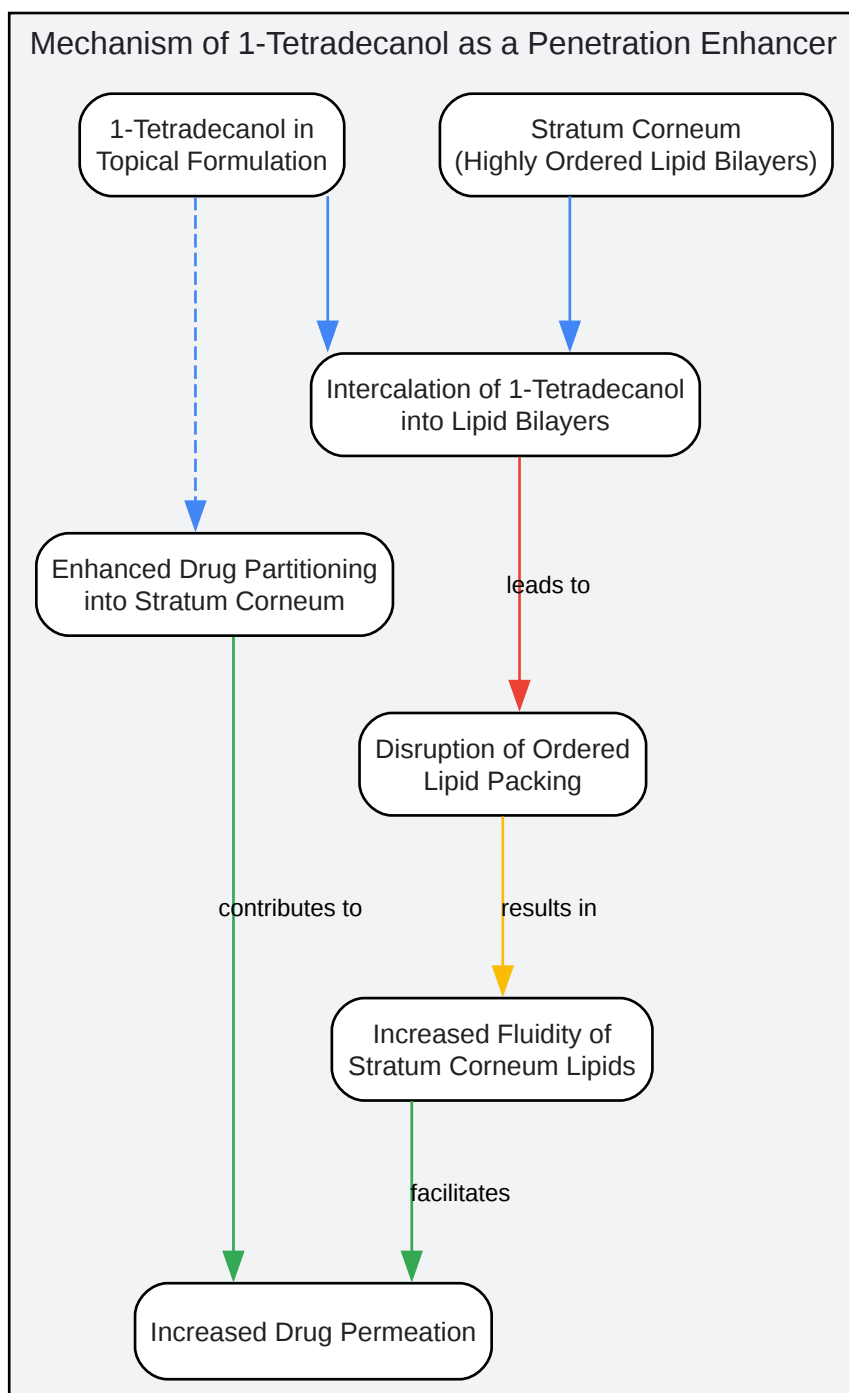 Mechanism of 1-Tetradecanol as a Penetration Enhancer
1-Tetradecanol in
Topical Formulation
Stratum Corneum
(Highly Ordered Lipid Bilayers)
Intercalation of 1-Tetradecanol
into Lipid Bilayers
Enhanced Drug Partitioning
into Stratum Corneum
leads to
Disruption of Ordered
Lipid Packing
contributes to
results in
Increased Fluidity of
Stratum Corneum Lipids
facilitates
Increased Drug Permeation